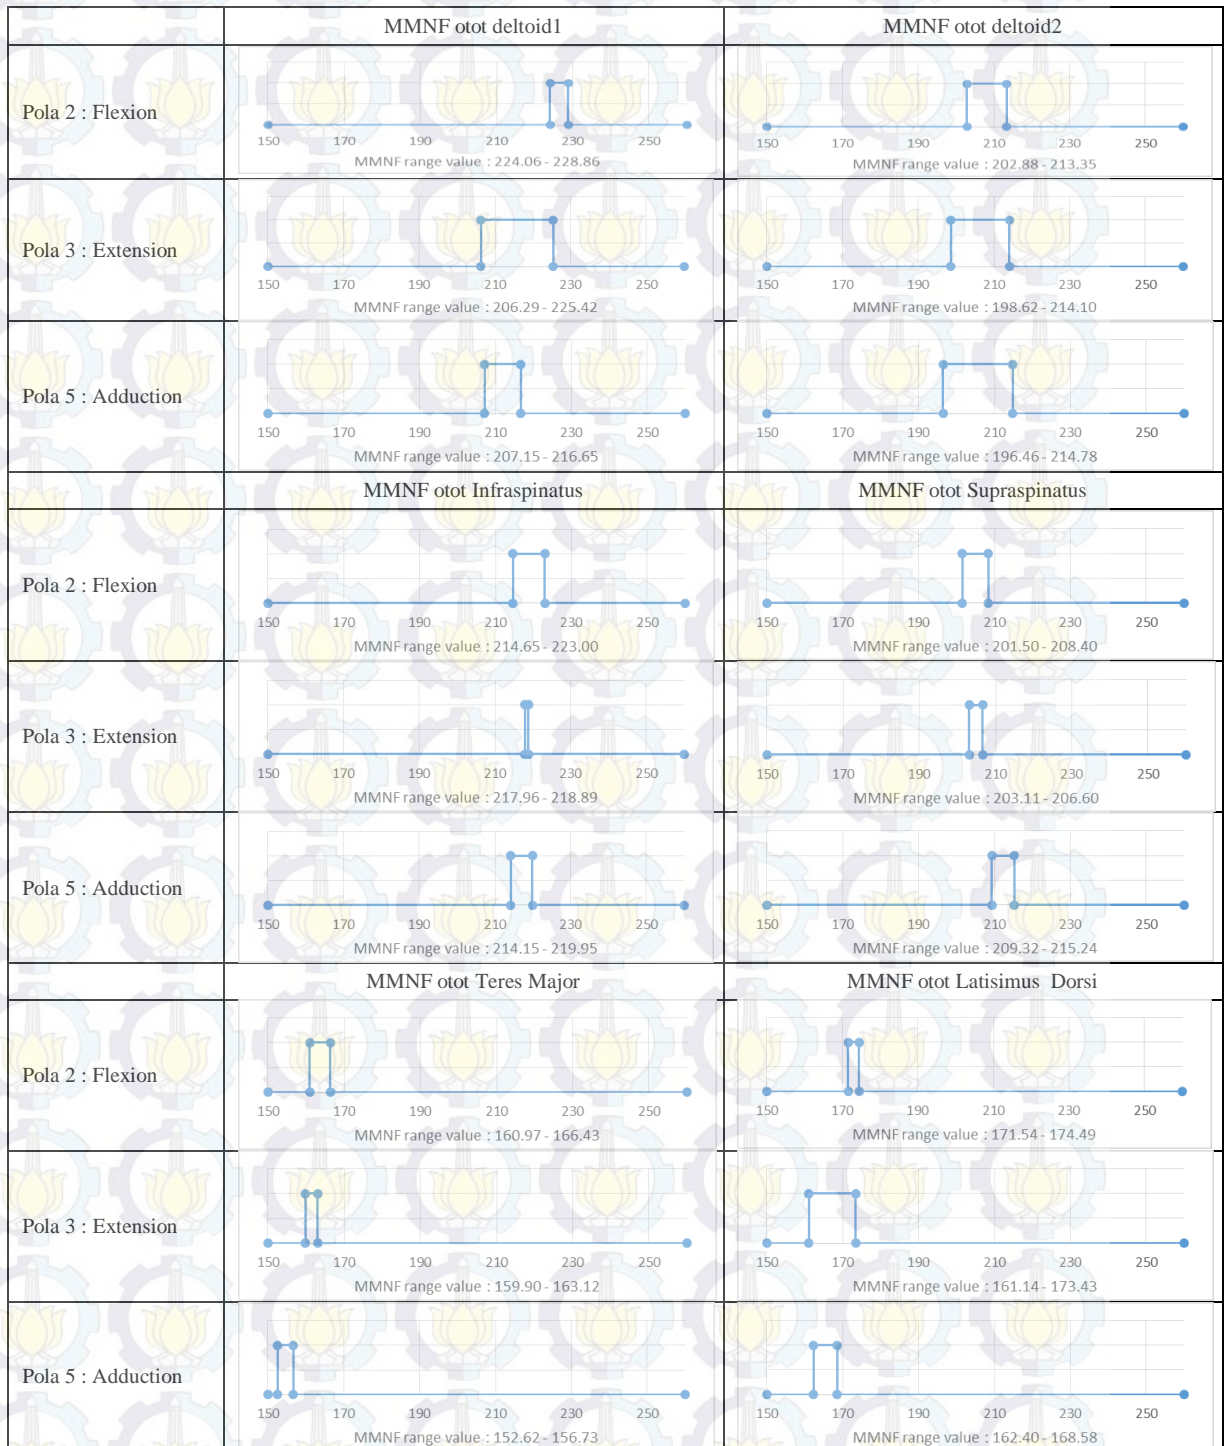 MMNF otot deltoid1 MMNF otot deltoid2
Pola 2 : Flexion
150 170 190 210 230 250
MMNF range value : 224.06 - 228.86
150 170 190 210 230 250
MMNF range value : 202.88 - 213.35
Pola 3 : Extension
150 170 190 210 230 250
MMNF range value : 206.29 - 225.42
150 170 190 210 230 250
MMNF range value : 198.62 - 214.10
Pola 5 : Adduction
150 170 190 210 230 250
MMNF range value : 207.15 - 216.65
150 170 190 210 230 250
MMNF range value : 196.46 - 214.78
MMNF otot Infraspinatus MMNF otot Supraspinatus
Pola 2 : Flexion
150 170 190 210 230 250
MMNF range value : 214.65 - 223.00
150 170 190 210 230 250
MMNF range value : 201.50 - 208.40
Pola 3 : Extension
150 170 190 210 230 250
MMNF range value : 217.96 - 218.89
150 170 190 210 230 250
MMNF range value : 203.11 - 206.60
Pola 5 : Adduction
150 170 190 210 230 250
MMNF range value : 214.15 - 219.95
150 170 190 210 230 250
MMNF range value : 209.32 - 215.24
MMNF otot Teres Major MMNF otot Latisimus Dorsi
Pola 2 : Flexion
150 170 190 210 230 250
MMNF range value : 160.97 - 166.43
150 170 190 210 230 250
MMNF range value : 171.54 - 174.49
Pola 3 : Extension
150 170 190 210 230 250
MMNF range value : 159.90 - 163.12
150 170 190 210 230 250
MMNF range value : 161.14 - 173.43
Pola 5 : Adduction
150 170 190 210 230 250
MMNF range value : 152.62 - 156.73
150 170 190 210 230 250
MMNF range value : 162.40 - 168.58